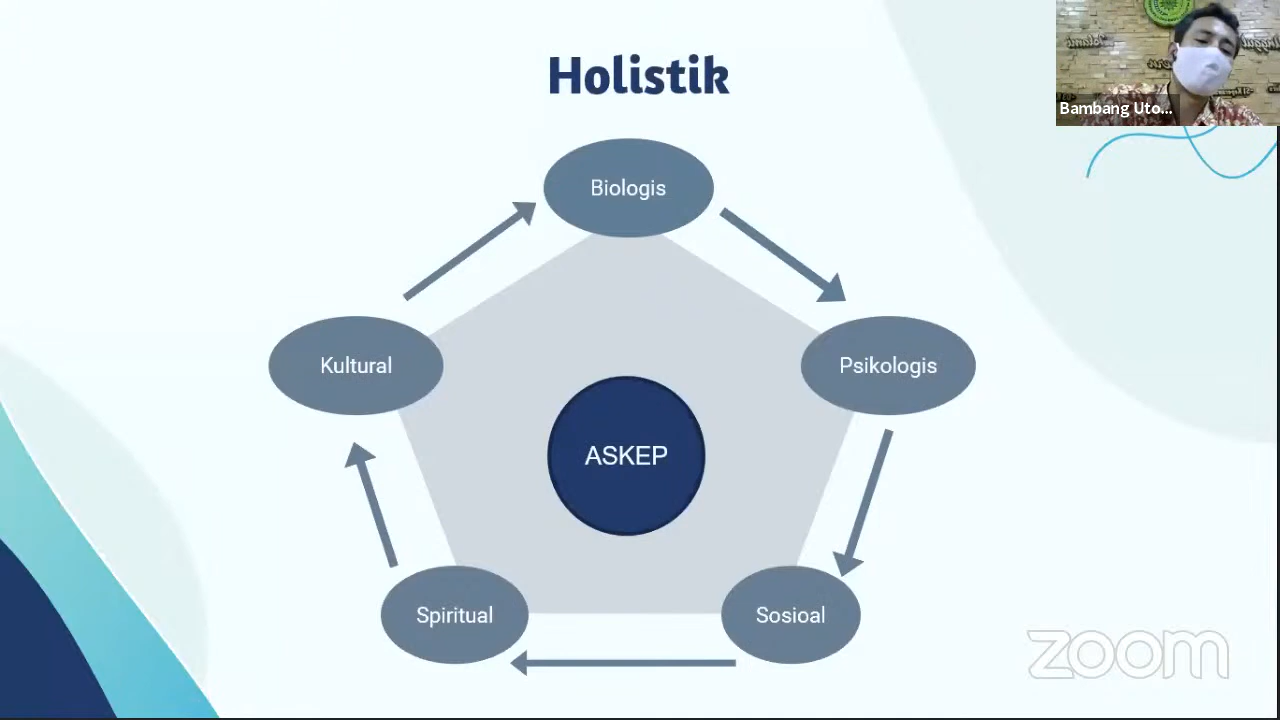 Holistik
Bambang Uto...
Biologis
Kultural
Psikologis
ASKEP
Spiritual
Sosioal
zoom